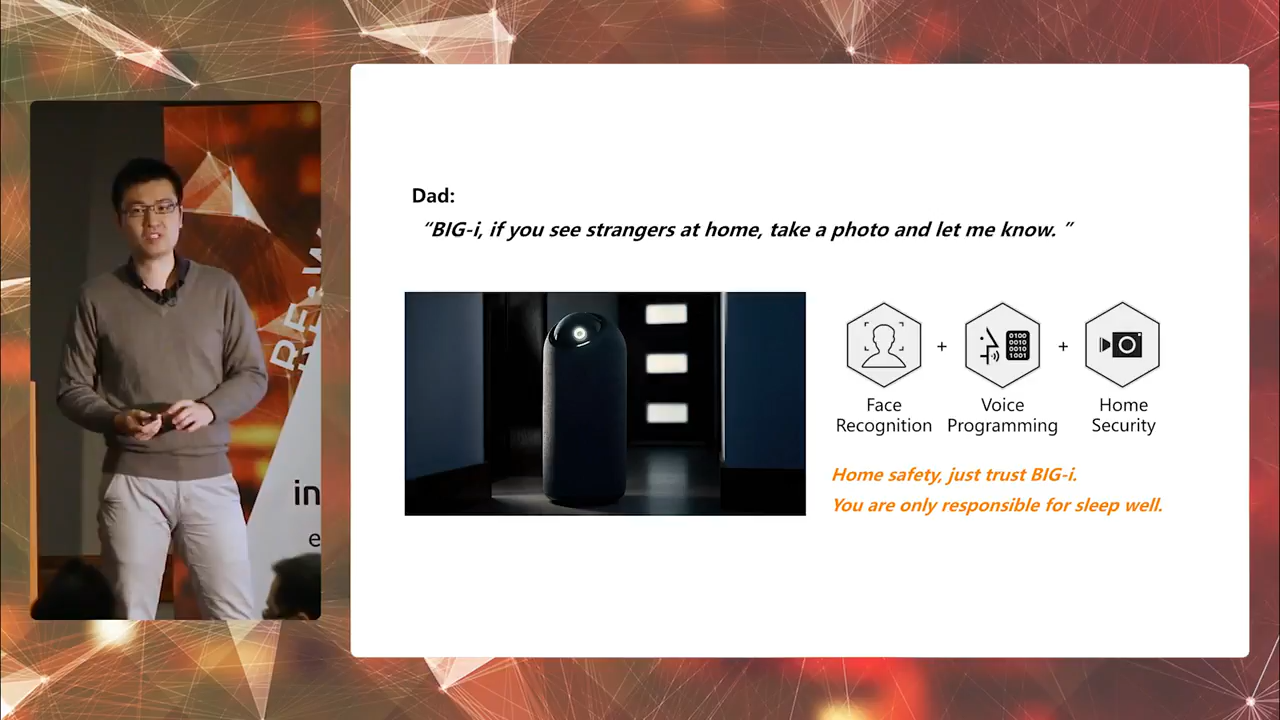 Dad:
“BIG-i, if you see strangers at home, take a photo and let me know. ”
0100
0010
0010
1001
+
+
Face
Recognition
Voice
Programming
Home
Security
Home safety, just trust BIG-i.
You are only responsible for sleep well.
in
e